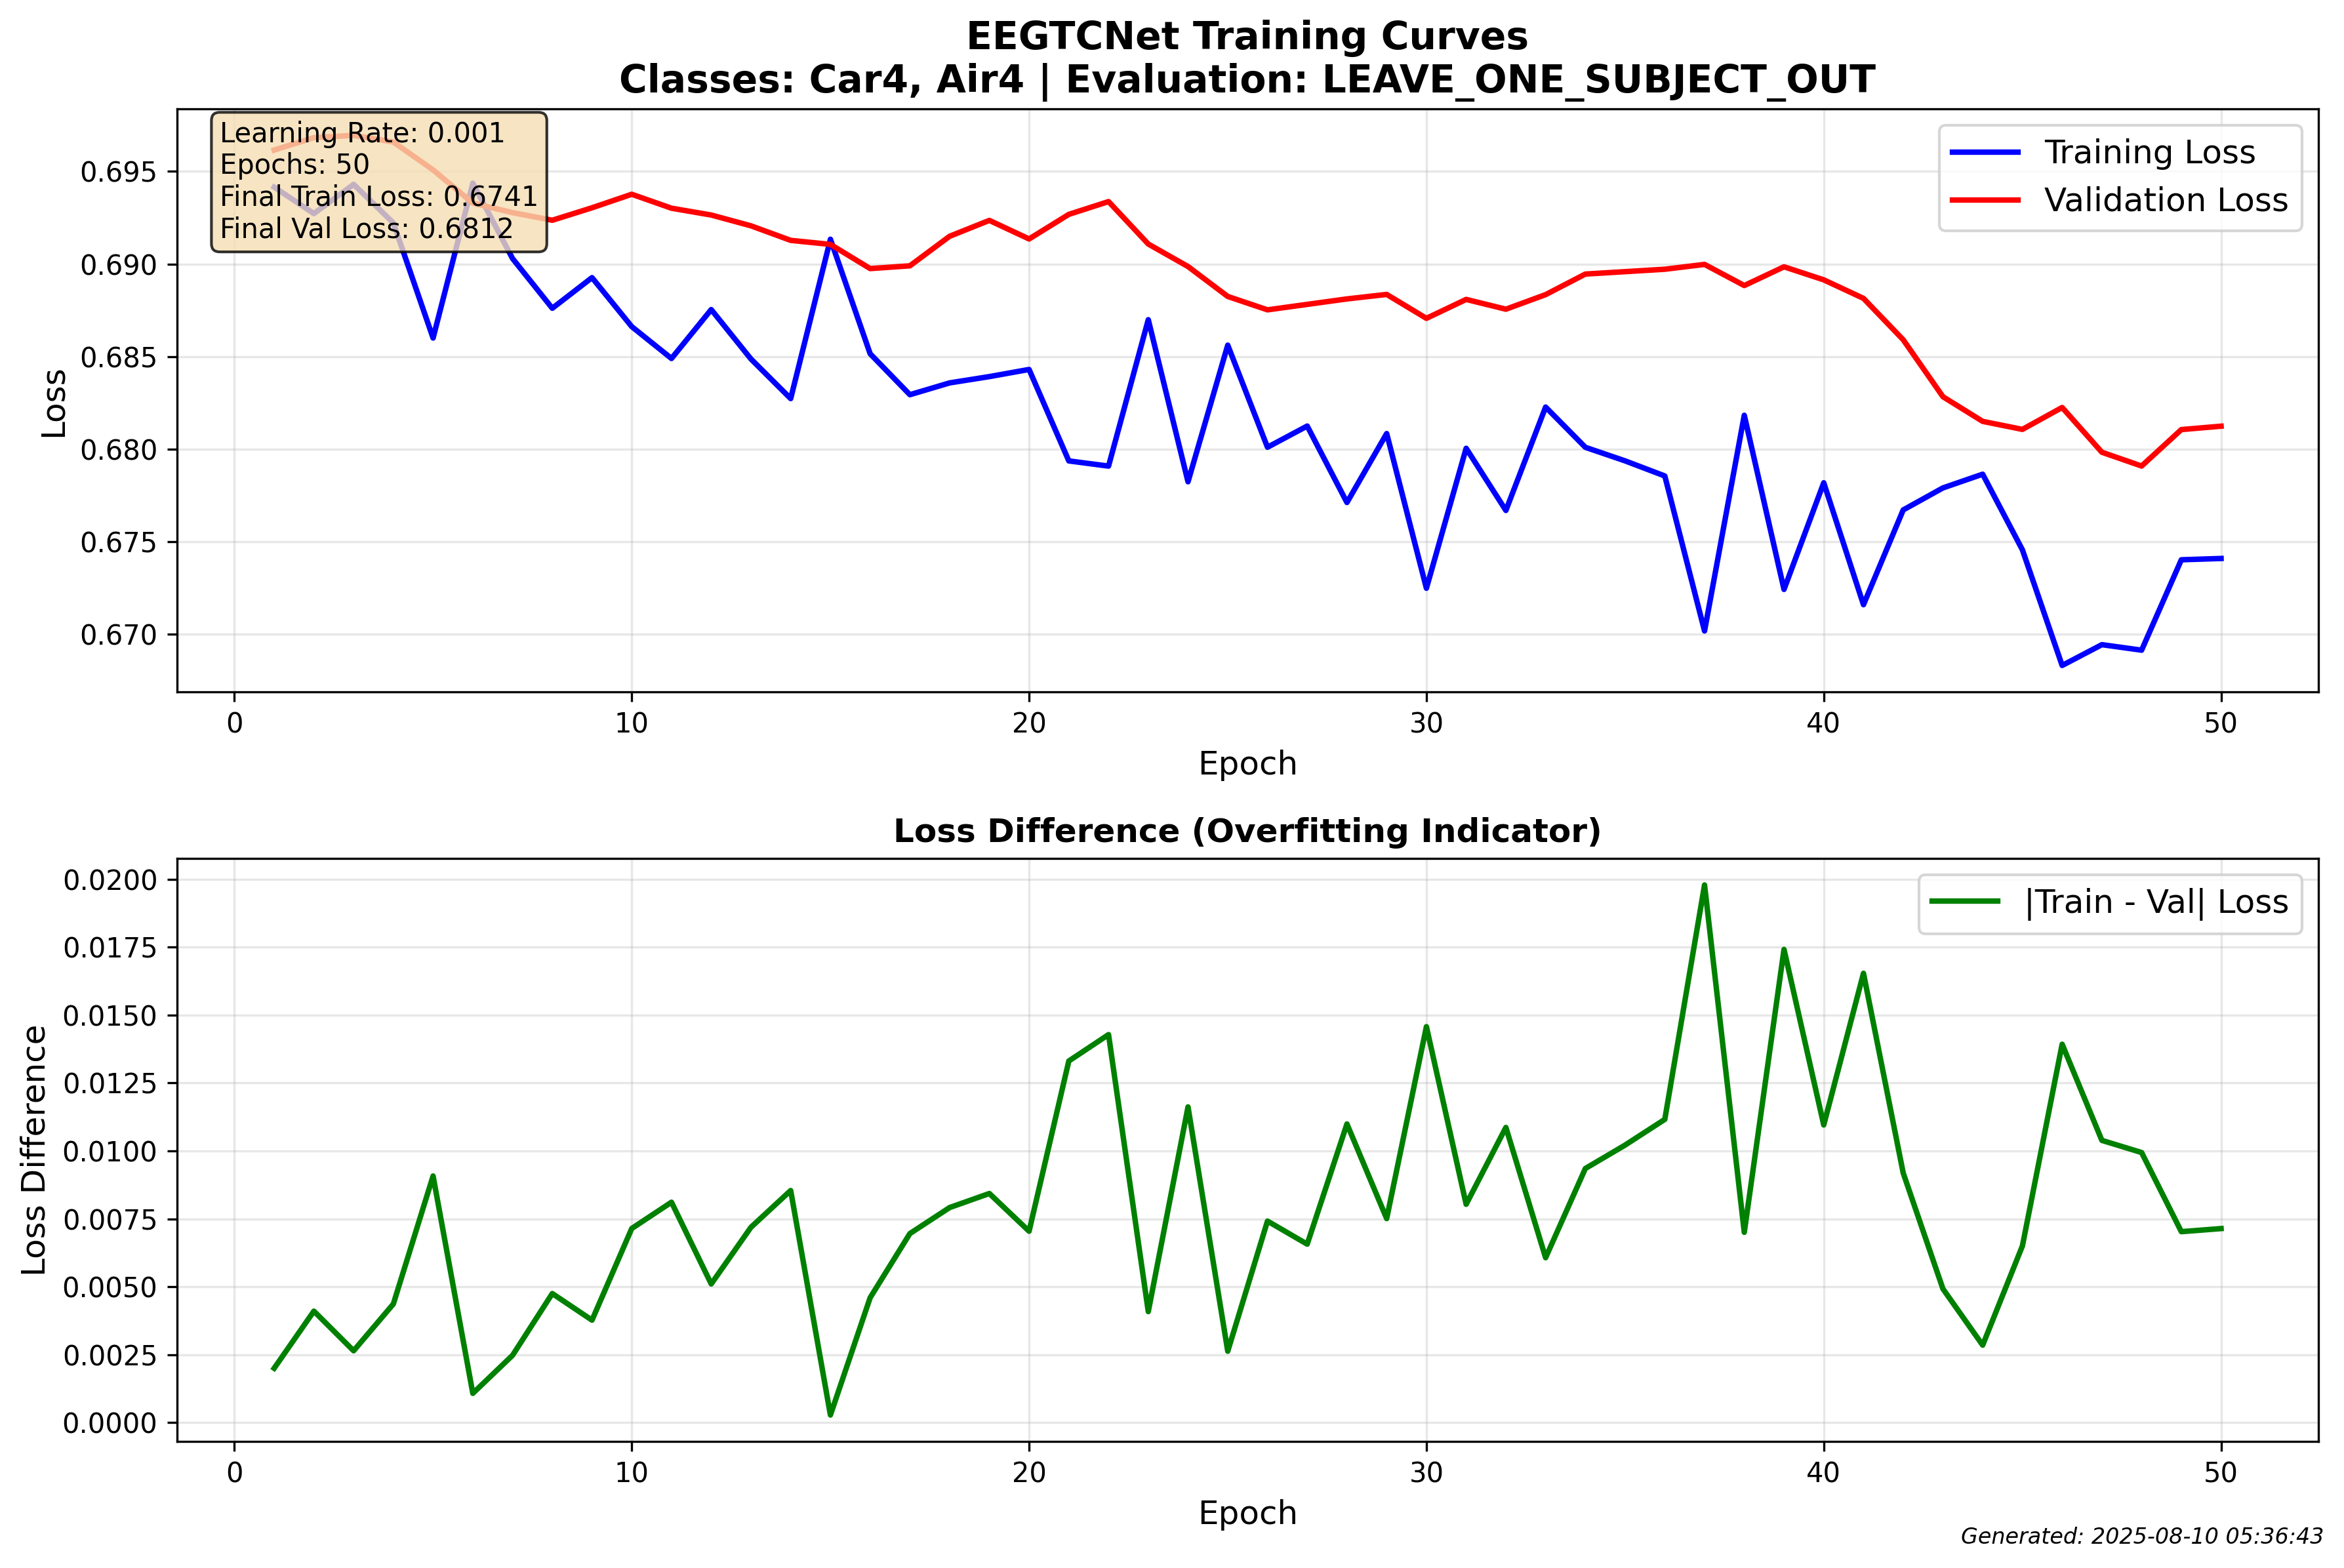 EEGTCNet Training Curves
Classes: Car4, Air4 | Evaluation: LEAVE_ONE_SUBJECT_OUT
Learning Rate: 0.001
Epochs: 50
Final Train Loss: 0.6741
Final Val Loss: 0.6812
Training Loss
Validation Loss
0.695
0.690
0.685
0.680
0.675
0.670
Loss
0 10 20 30 40 50
Epoch
Loss Difference (Overfitting Indicator)
|Train - Val| Loss
0.0200
0.0175
0.0150
0.0125
0.0100
0.0075
0.0050
0.0025
0.0000
Loss Difference
0 10 20 30 40 50
Epoch
Generated: 2025-08-10 05:36:43